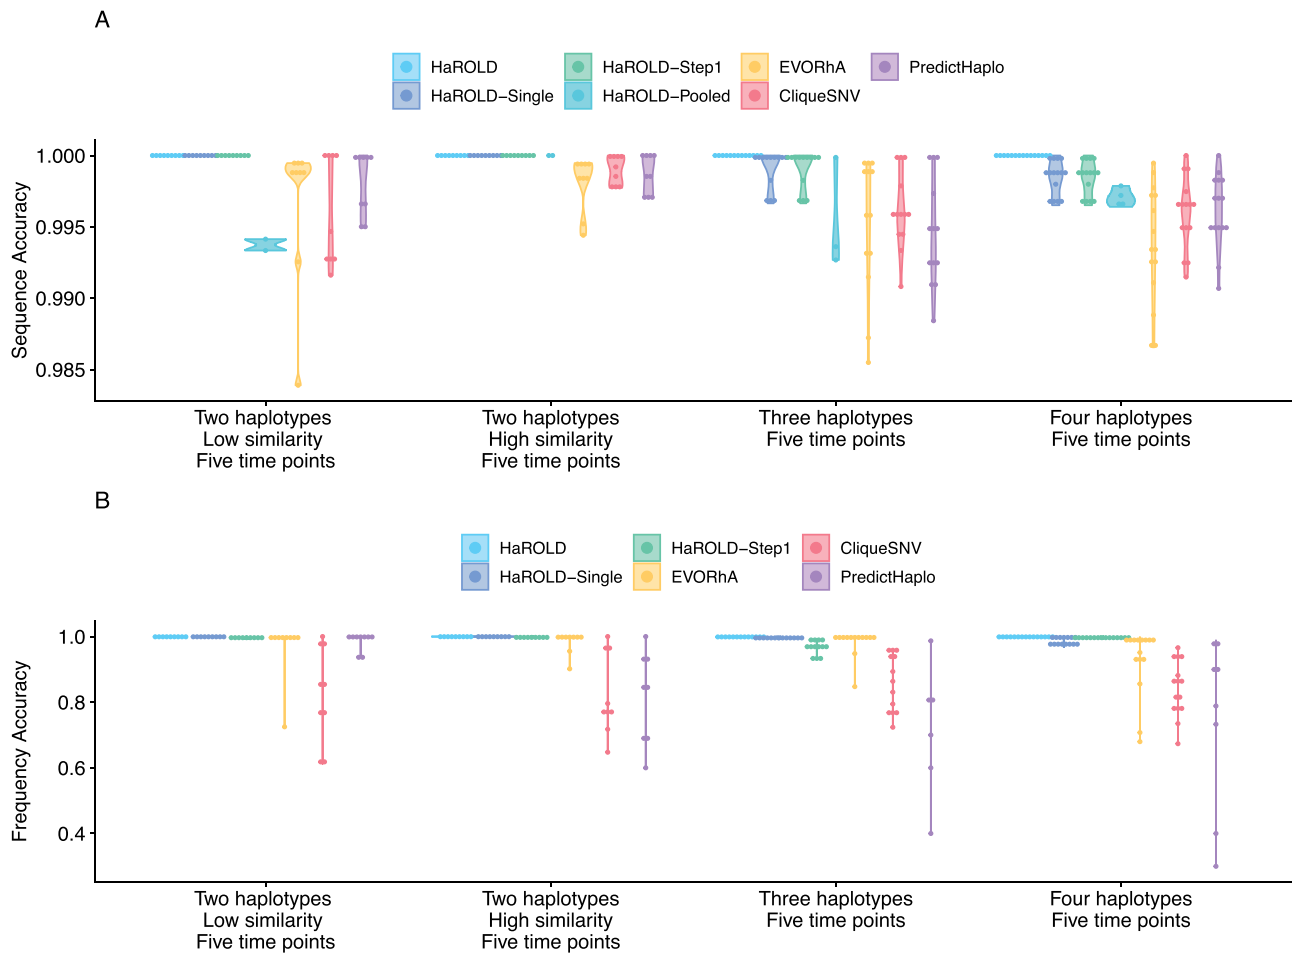 A
HaROLD
HaROLD-Step1
EVORhA
PredictHaplo
HaROLD-Single
HaROLD-Pooled
CliqueSNV
Sequence Accuracy
1.000
0.995
0.990
0.985
Two haplotypes
Low similarity
Five time points
Two haplotypes
High similarity
Five time points
Three haplotypes
Five time points
Four haplotypes
Five time points
B
HaROLD
HaROLD-Step1
CliqueSNV
HaROLD-Single
EVORhA
PredictHaplo
Frequency Accuracy
1.0
0.8
0.6
0.4
Two haplotypes
Low similarity
Five time points
Two haplotypes
High similarity
Five time points
Three haplotypes
Five time points
Four haplotypes
Five time points